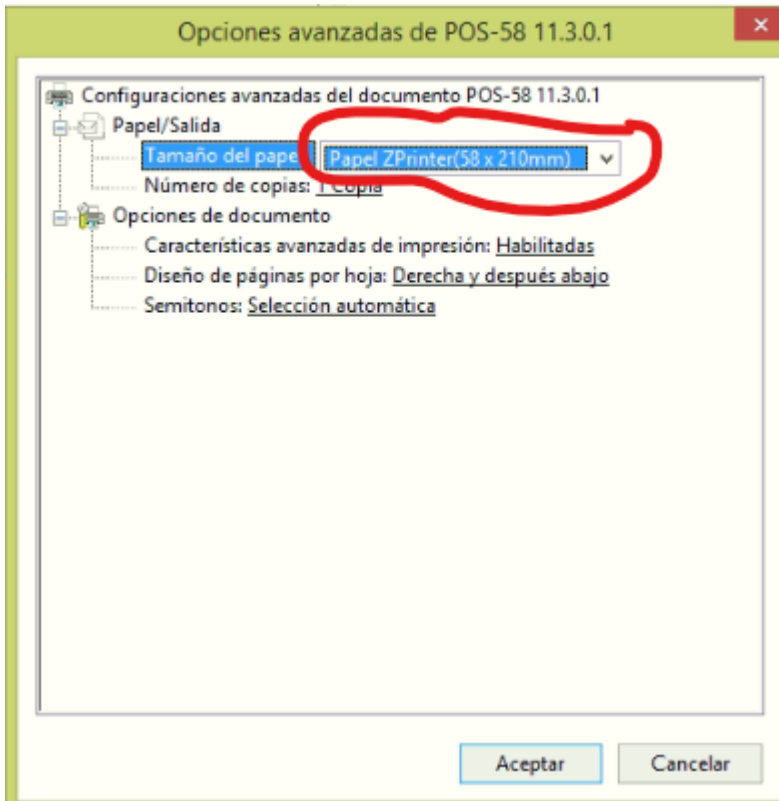 Opciones avanzadas de POS-58 11.3.0.1
Configuraciones avanzadas del documento POS-58 11.3.0.1
Papel/Salida
Tamaño del papel Papel ZPrinter(58 x 210mm)
Número de copias: 1 Copia
Opciones de documento
Características avanzadas de impresión: Habilitadas
Diseño de páginas por hoja: Derecha y después abajo
Semitonos: Selección automática
Aceptar Cancelar